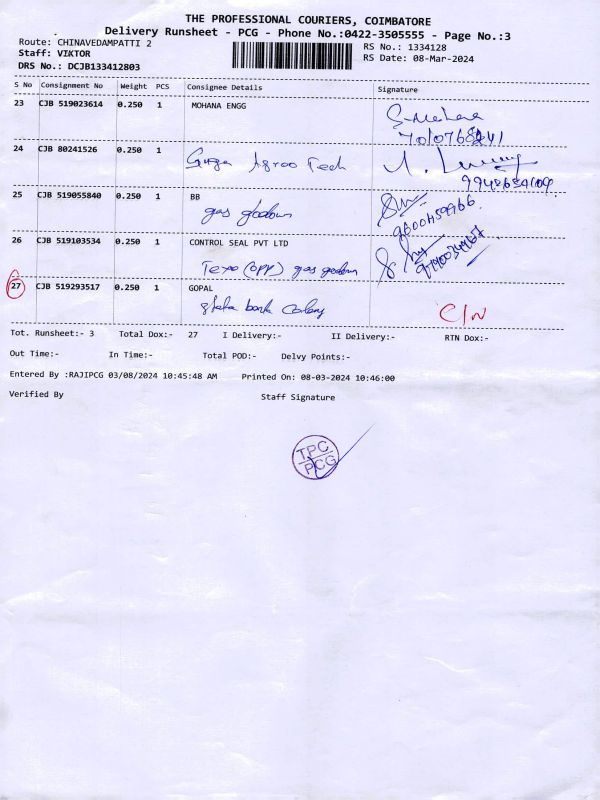 THE PROFESSIONAL COURIERS, COIMBATORE
Delivery Runsheet - PCG - Phone No.:0422-3505555 - Page No.:3
Route: CHINAVEDAMPATTI 2 RS No.: 1334128
Staff: VIKTOR RS Date: 08-Mar-2024
DRS No.: DCJB133412803
S No Consignment No Weight PCS Consignee Details Signature
23 CJB 519023614 0.250 1 MOHANA ENGG
S-Mohana
24 CJB 80241526 0.250 1
Agroo Tech
25 CJB 519055840 0.250 1 BB
gas godown
26 CJB 519103534 0.250 1 CONTROL SEAL PVT LTD
Texo (opp) gas godown
27 CJB 519293517 0.250 1 GOPAL
State bank Colony C/N
Tot. Runsheet:- 3 Total Dox:- 27 I Delivery:- II Delivery:- RTN Dox:-
Out Time:- In Time:- Total POD:- Delvy Points:-
Entered By :RAJIPCG 03/08/2024 10:45:48 AM Printed On: 08-03-2024 10:46:00
Verified By Staff Signature
TPC
PCG